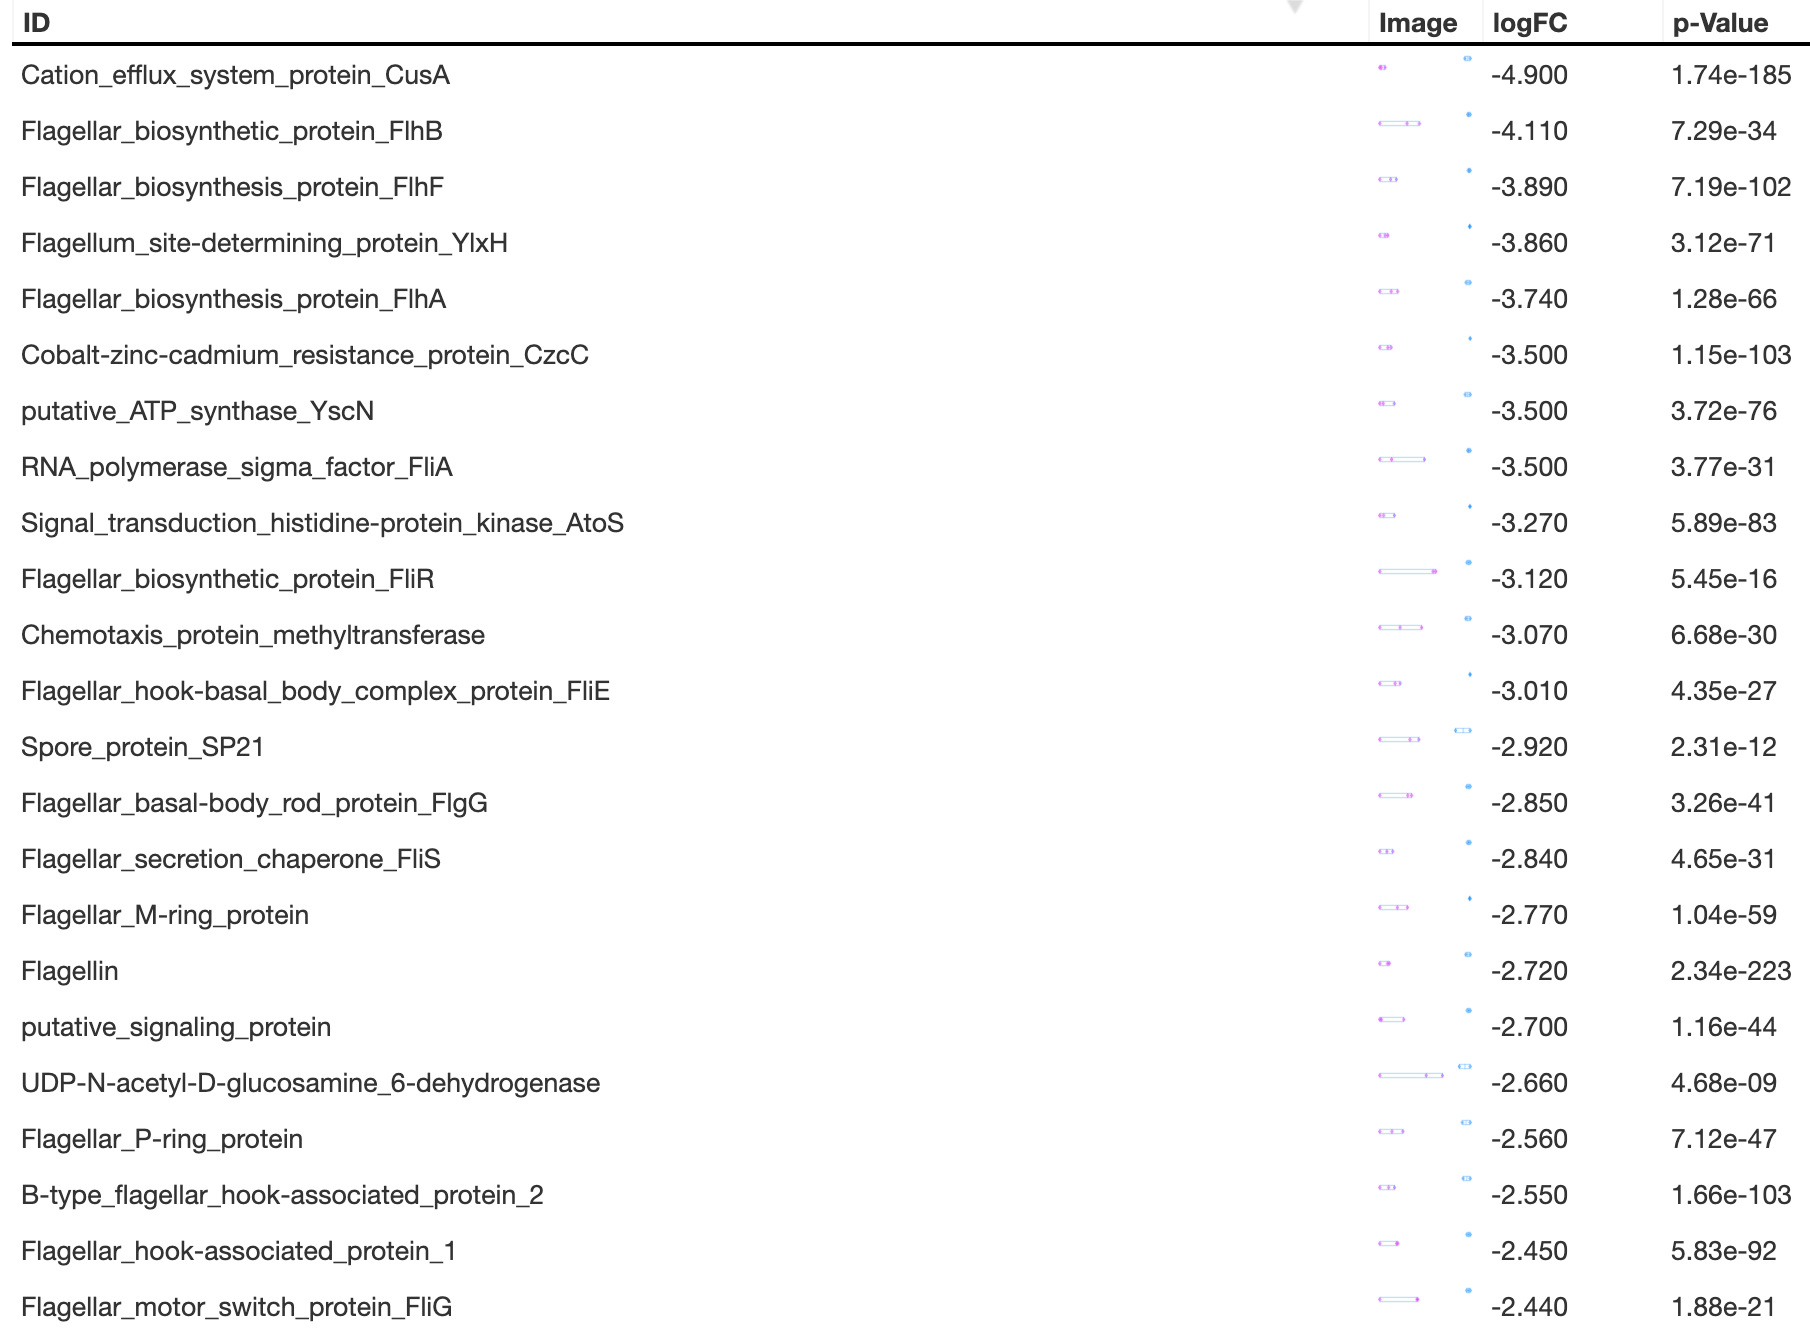 ID Image logFC p-Value
Cation_efflux_system_protein_CusA -4.900 1.74e-185
Flagellar_biosynthetic_protein_FlhB -4.110 7.29e-34
Flagellar_biosynthesis_protein_FlhF -3.890 7.19e-102
Flagellum_site-determining_protein_YlxH -3.860 3.12e-71
Flagellar_biosynthesis_protein_FlhA -3.740 1.28e-66
Cobalt-zinc-cadmium_resistance_protein_CzcC -3.500 1.15e-103
putative_ATP_synthase_YscN -3.500 3.72e-76
RNA_polymerase_sigma_factor_FliA -3.500 3.77e-31
Signal_transduction_histidine-protein_kinase_AtoS -3.270 5.89e-83
Flagellar_biosynthetic_protein_FliR -3.120 5.45e-16
Chemotaxis_protein_methyltransferase -3.070 6.68e-30
Flagellar_hook-basal_body_complex_protein_FliE -3.010 4.35e-27
Spore_protein_SP21 -2.920 2.31e-12
Flagellar_basal-body_rod_protein_FlgG -2.850 3.26e-41
Flagellar_secretion_chaperone_FliS -2.840 4.65e-31
Flagellar_M-ring_protein -2.770 1.04e-59
Flagellin -2.720 2.34e-223
putative_signaling_protein -2.700 1.16e-44
UDP-N-acetyl-D-glucosamine_6-dehydrogenase -2.660 4.68e-09
Flagellar_P-ring_protein -2.560 7.12e-47
B-type_flagellar_hook-associated_protein_2 -2.550 1.66e-103
Flagellar_hook-associated_protein_1 -2.450 5.83e-92
Flagellar_motor_switch_protein_FliG -2.440 1.88e-21